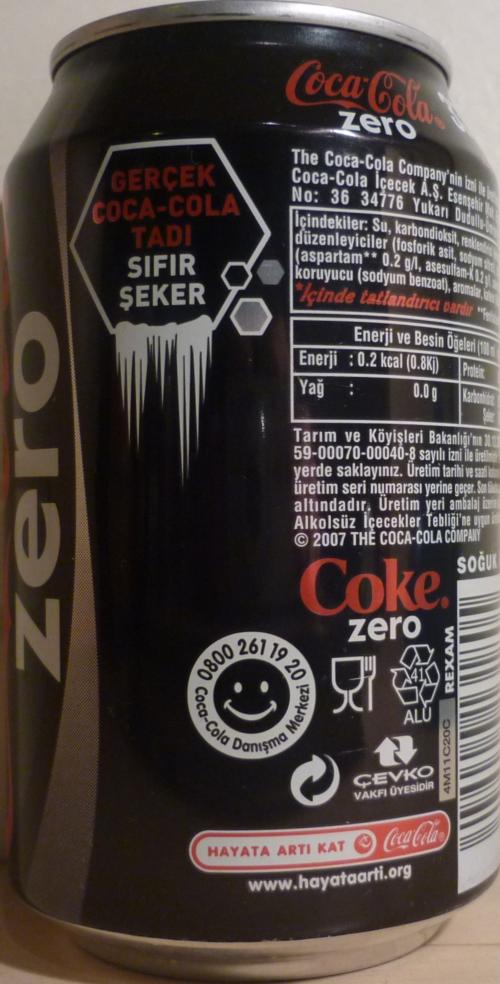 Coca-Cola
zero
zero
GERÇEK
COCA-COLA
TADI
SIFIR
ŞEKER
The Coca-Cola Company'nin izni ile
Coca-Cola İçecek A.Ş. Esenşehir
No: 36 34776 Yukarı
İçindekiler: Su, karbondioksit,
düzenleyiciler (fosforik asit, sodyum
(aspartam** 0.2 g/l, asesulfam-K 0.2 g/l,
koruyucu (sodyum benzoat), aromalar,
*İçinde tatlandırıcı vardır
Enerji ve Besin Öğeleri (100
Enerji : 0.2 kcal (0.8Kj) Protein:
Yağ : 0.0 g
Tarım ve Köyişleri Bakanlığı'nın
59-00070-00040-8 sayılı izni ile
yerde saklayınız. Üretim tarihi ve
üretim seri numarası yerine geçer. Son
altındadır. Üretim yeri ambalaj
Alkolsüz İçecekler Tebliği'ne uygun
© 2007 THE COCA-COLA COMPANY
SOĞUK
Coke.
zero
REXAM
4M11C20C
0800 261 19 20
Coca-Cola Danışma Merkezi
41
ALU
ÇEVKO
VAKFI ÜYESİDİR
HAYATA ARTI KAT Coca-Cola
www.hayataarti.org